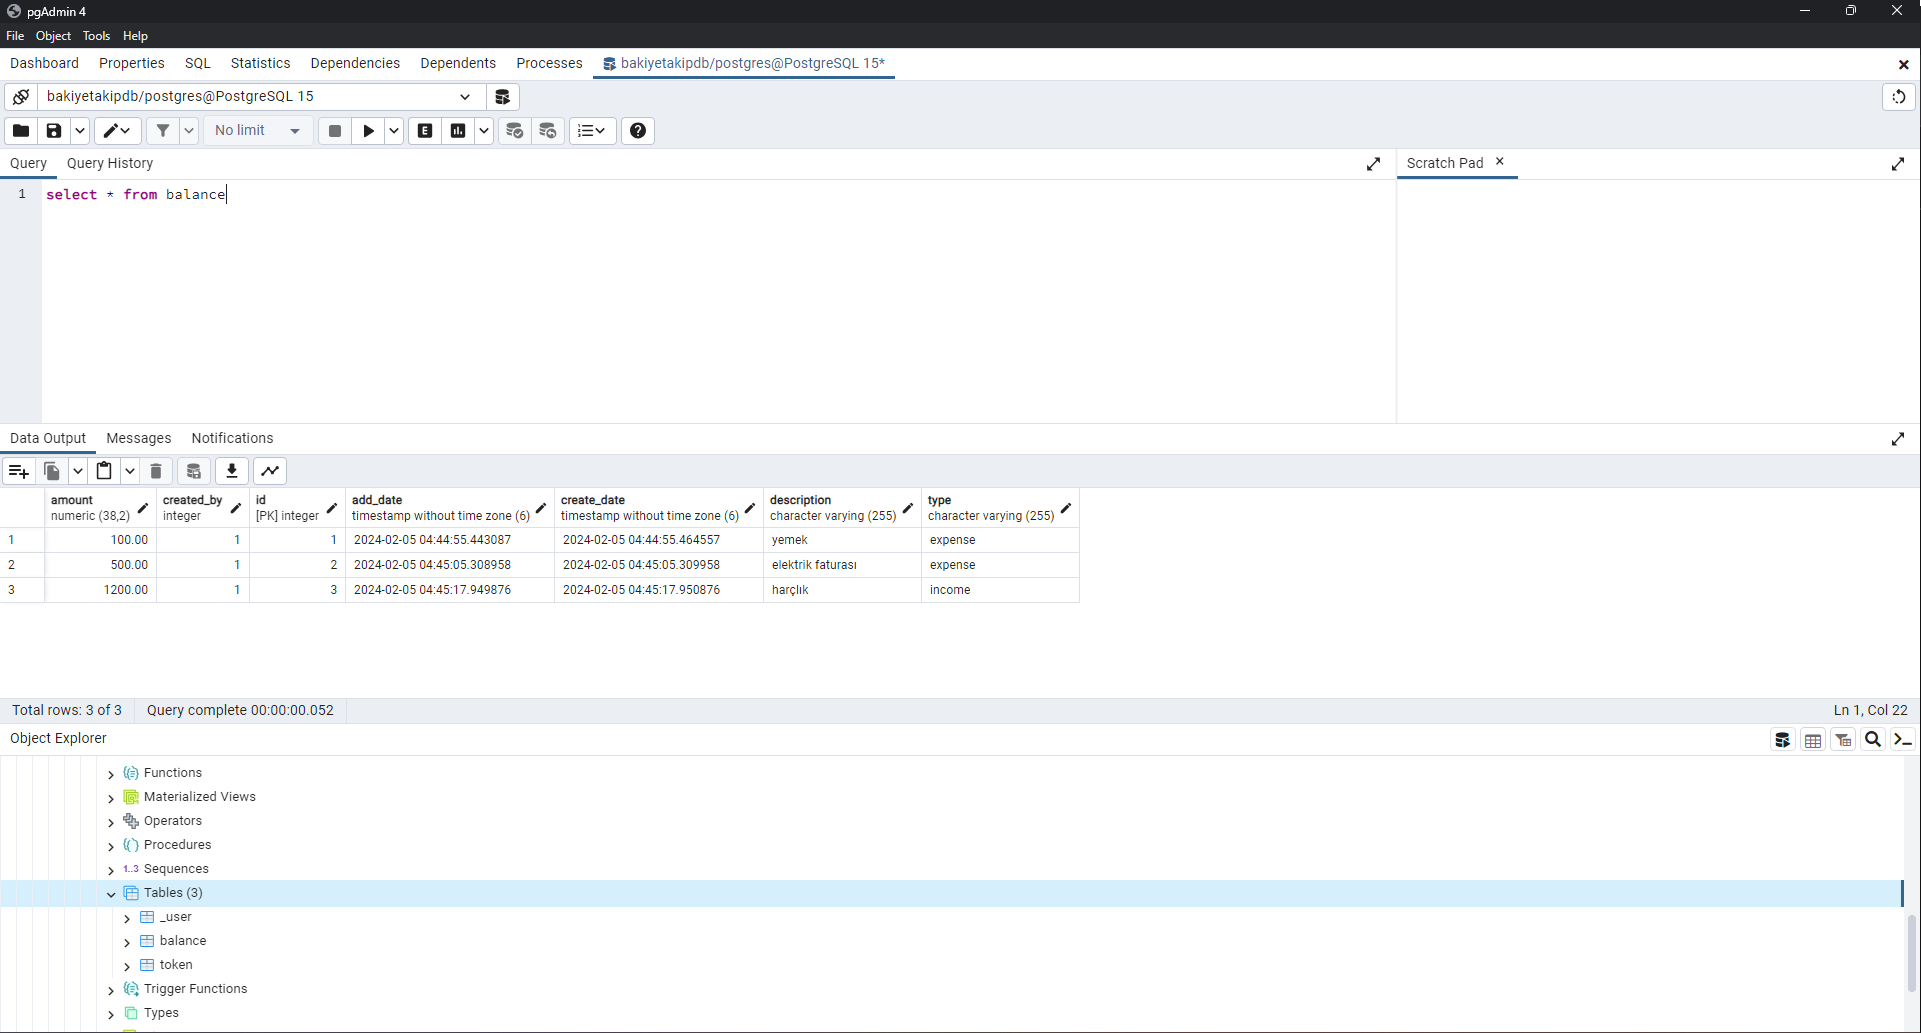 pgAdmin 4
File Object Tools Help
Dashboard Properties SQL Statistics Dependencies Dependents Processes bakiyetakipdb/postgres@PostgreSQL 15*
bakiyetakipdb/postgres@PostgreSQL 15
No limit E
Query Query History Scratch Pad
1 select * from balance
Data Output Messages Notifications
amount created_by id add_date create_date description type
numeric (38,2) integer [PK] integer timestamp without time zone (6) timestamp without time zone (6) character varying (255) character varying (255)
1 100.00 1 1 2024-02-05 04:44:55.443087 2024-02-05 04:44:55.464557 yemek expense
2 500.00 1 2 2024-02-05 04:45:05.308958 2024-02-05 04:45:05.309958 elektrik faturası expense
3 1200.00 1 3 2024-02-05 04:45:17.949876 2024-02-05 04:45:17.950876 harçlık income
Total rows: 3 of 3 Query complete 00:00:00.052 Ln 1, Col 22
Object Explorer
Functions
Materialized Views
Operators
Procedures
1..3 Sequences
Tables (3)
_user
balance
token
Trigger Functions
Types